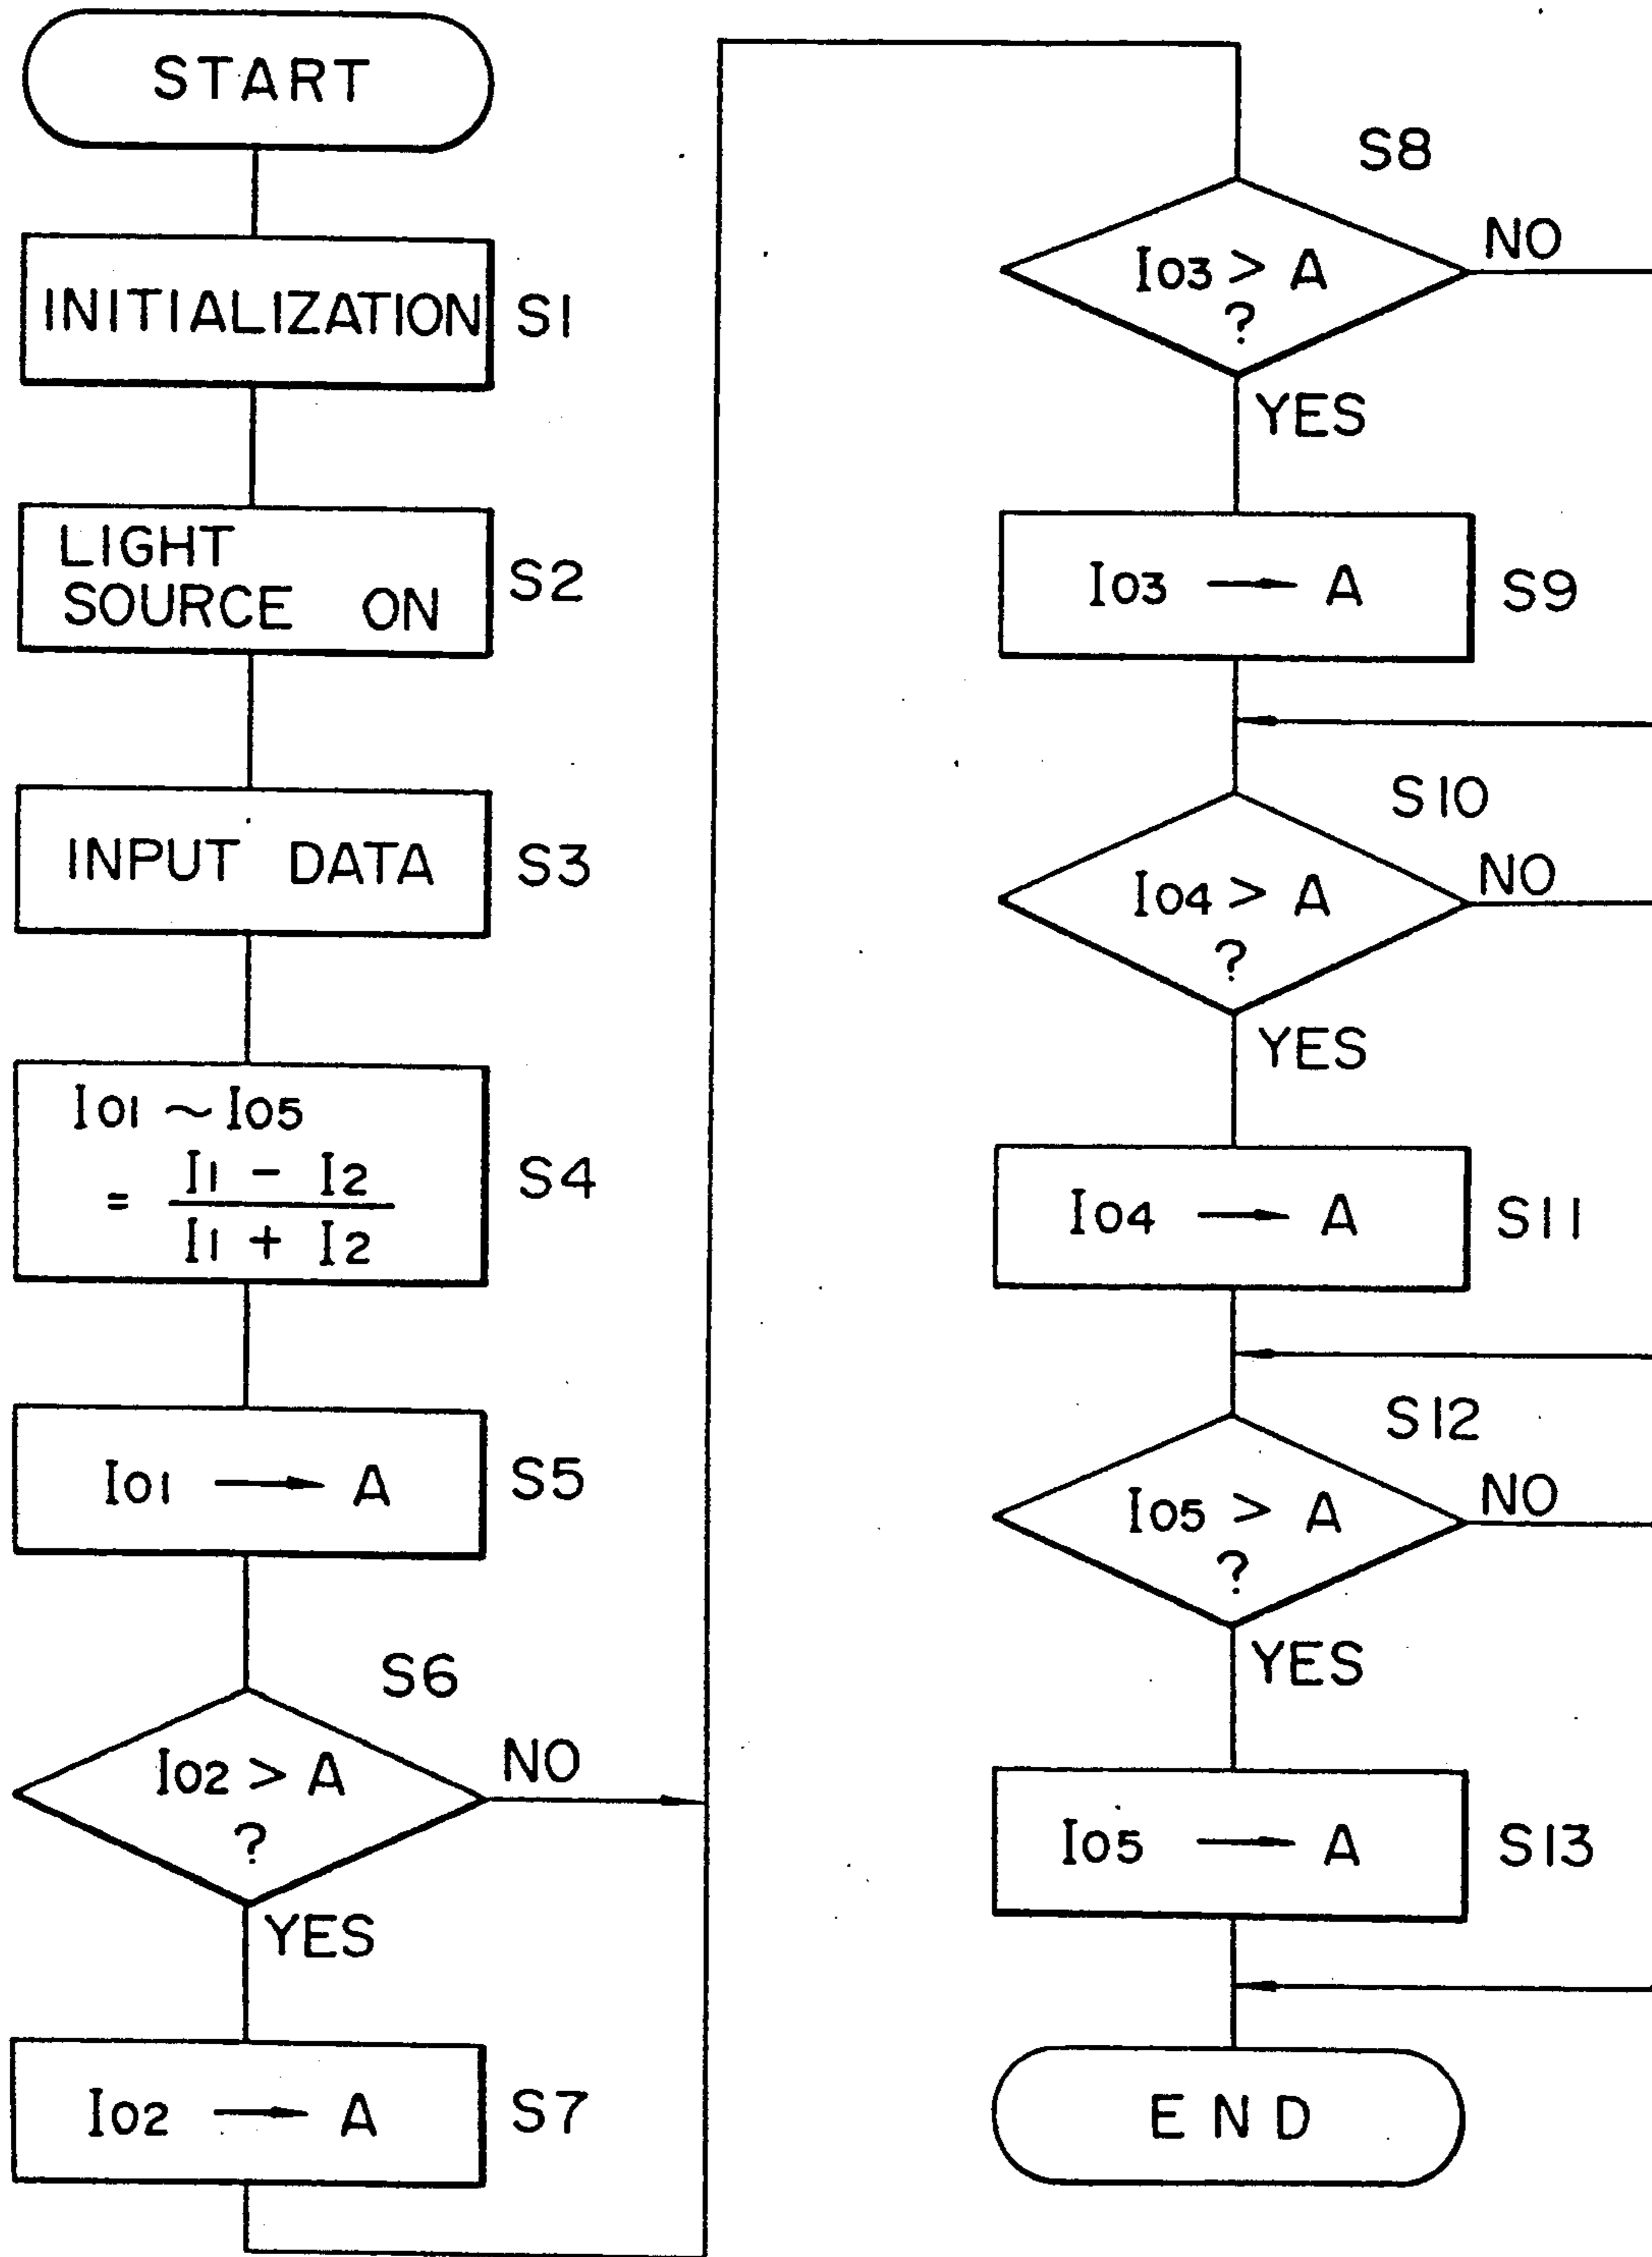 START
INITIALIZATION S1
LIGHT
SOURCE ON
S2
INPUT DATA S3
I01 ~ I05
= (I1 - I2) / (I1 + I2)
S4
I01 → A S5
S6
I02 > A
?
NO
YES
I02 → A S7
S8
I03 > A
?
NO
YES
I03 → A S9
S10
I04 > A
?
NO
YES
I04 → A S11
S12
I05 > A
?
NO
YES
I05 → A S13
END